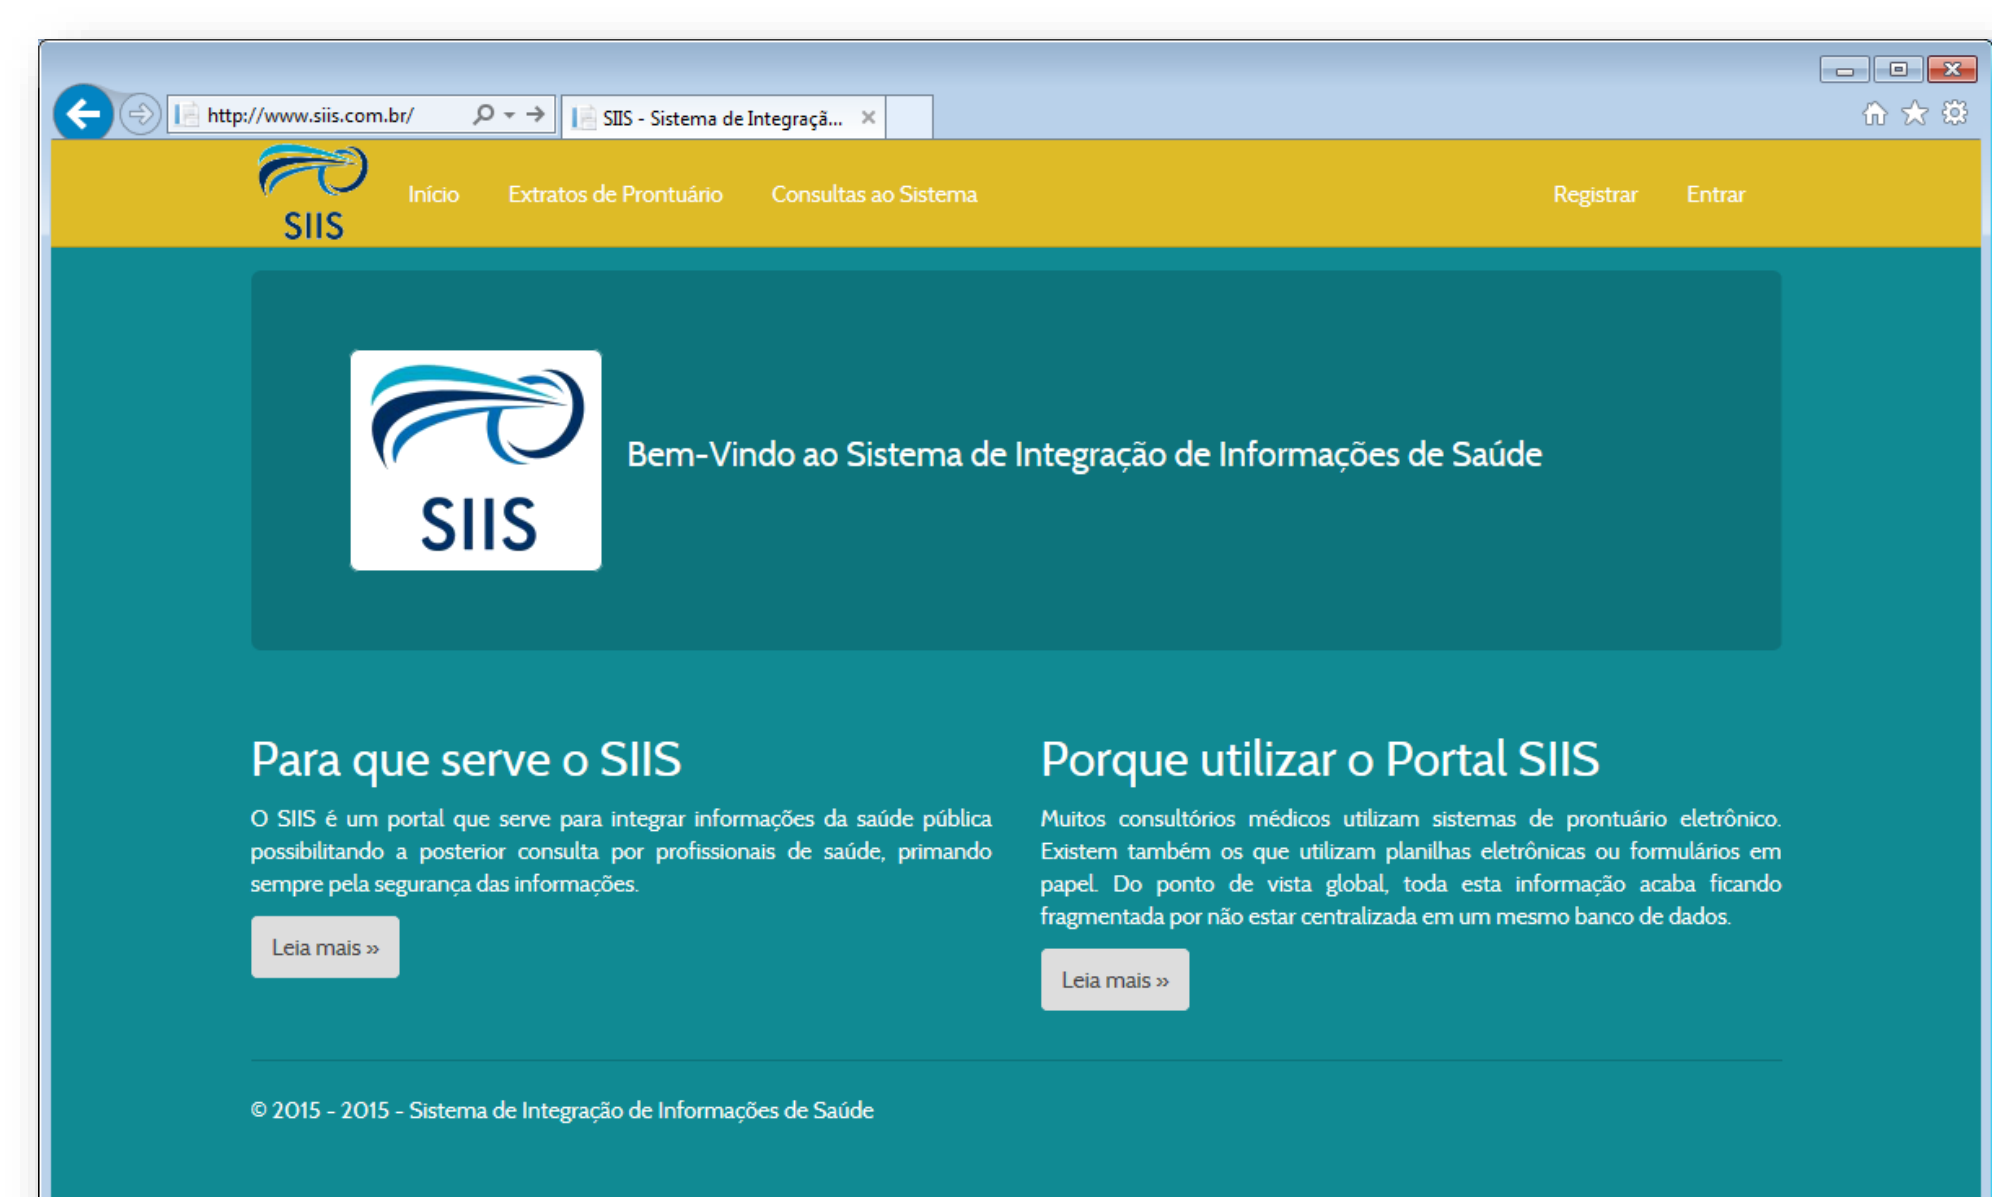 http://www.siis.com.br/
SIIS - Sistema de Integraçã...
SIIS
Início
Extratos de Prontuário
Consultas ao Sistema
Registrar
Entrar
SIIS
Bem-Vindo ao Sistema de Integração de Informações de Saúde
Para que serve o SIIS
O SIIS é um portal que serve para integrar informações da saúde pública
possibilitando a posterior consulta por profissionais de saúde, primando
sempre pela segurança das informações.
Leia mais »
Porque utilizar o Portal SIIS
Muitos consultórios médicos utilizam sistemas de prontuário eletrônico.
Existem também os que utilizam planilhas eletrônicas ou formulários em
papel. Do ponto de vista global, toda esta informação acaba ficando
fragmentada por não estar centralizada em um mesmo banco de dados.
Leia mais »
© 2015 - 2015 - Sistema de Integração de Informações de Saúde